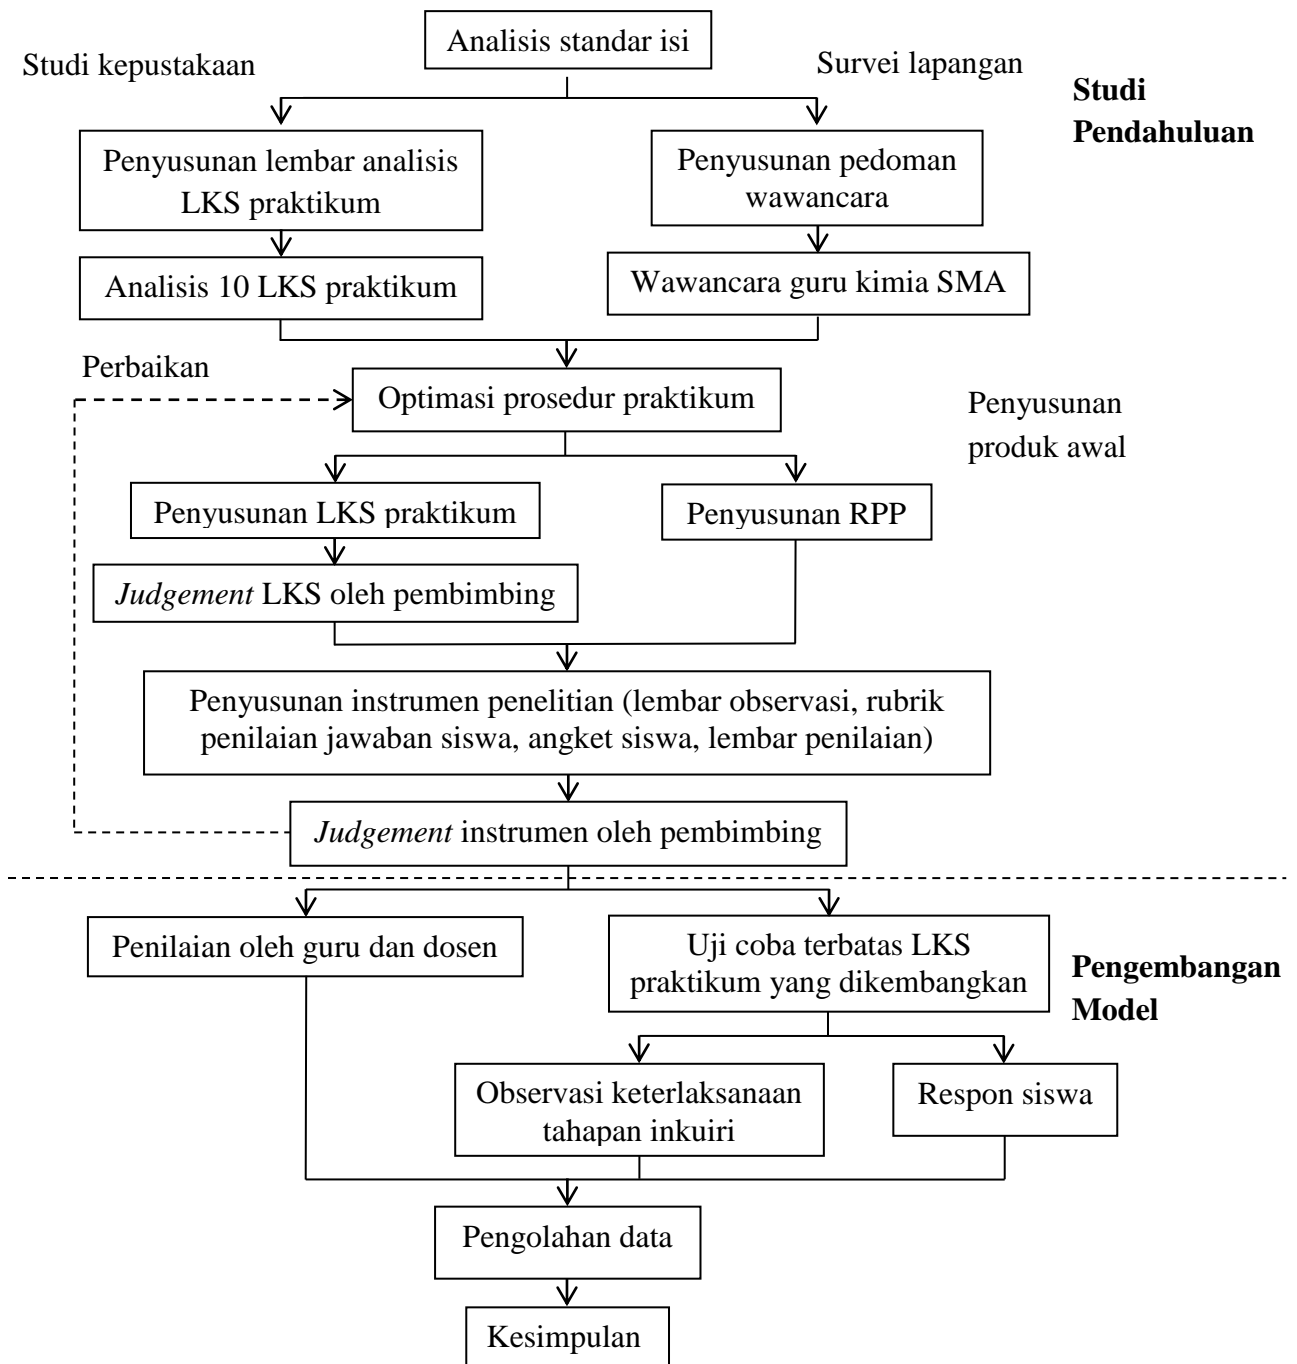 Analisis standar isi
Studi kepustakaan
Survei lapangan
Studi
Pendahuluan
Penyusunan lembar analisis
LKS praktikum
Penyusunan pedoman
wawancara
Analisis 10 LKS praktikum
Wawancara guru kimia SMA
Perbaikan
Optimasi prosedur praktikum
Penyusunan
produk awal
Penyusunan LKS praktikum
Penyusunan RPP
Judgement LKS oleh pembimbing
Penyusunan instrumen penelitian (lembar observasi, rubrik
penilaian jawaban siswa, angket siswa, lembar penilaian)
Judgement instrumen oleh pembimbing
Penilaian oleh guru dan dosen
Uji coba terbatas LKS
praktikum yang dikembangkan
Pengembangan
Model
Observasi keterlaksanaan
tahapan inkuiri
Respon siswa
Pengolahan data
Kesimpulan